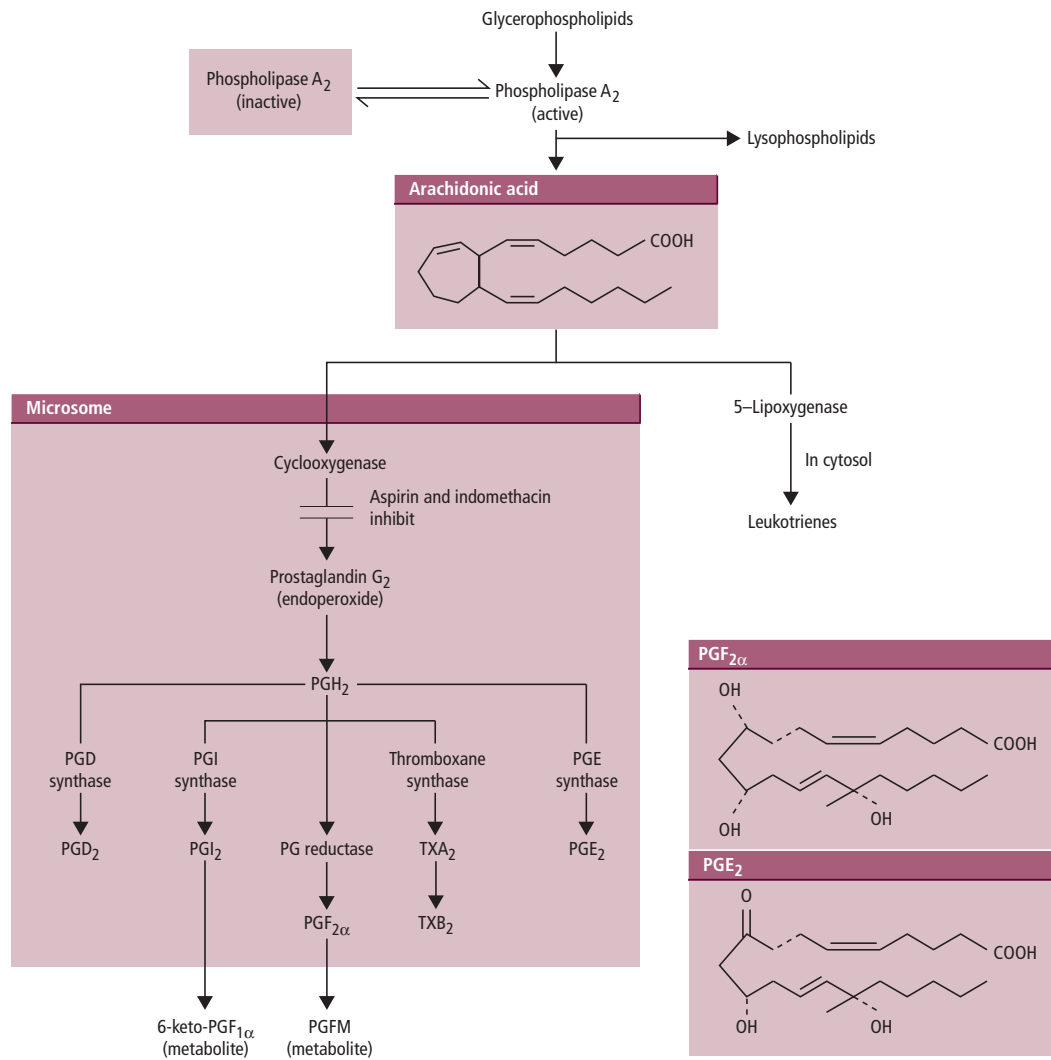 Glycerophospholipids
Phospholipase A₂
(inactive)
Phospholipase A₂
(active)
Lysophospholipids
Arachidonic acid
COOH
Microsome
5–Lipoxygenase
In cytosol
Leukotrienes
Cyclooxygenase
Aspirin and indomethacin
inhibit
Prostaglandin G₂
(endoperoxide)
PGH₂
PGD
synthase
PGI
synthase
Thromboxane
synthase
PGE
synthase
PGD₂
PGI₂
PG reductase
TXA₂
PGE₂
PGF₂α
TXB₂
6-keto-PGF₁α
(metabolite)
PGFM
(metabolite)
PGF₂α
OH
COOH
OH
OH
PGE₂
O
COOH
OH
OH